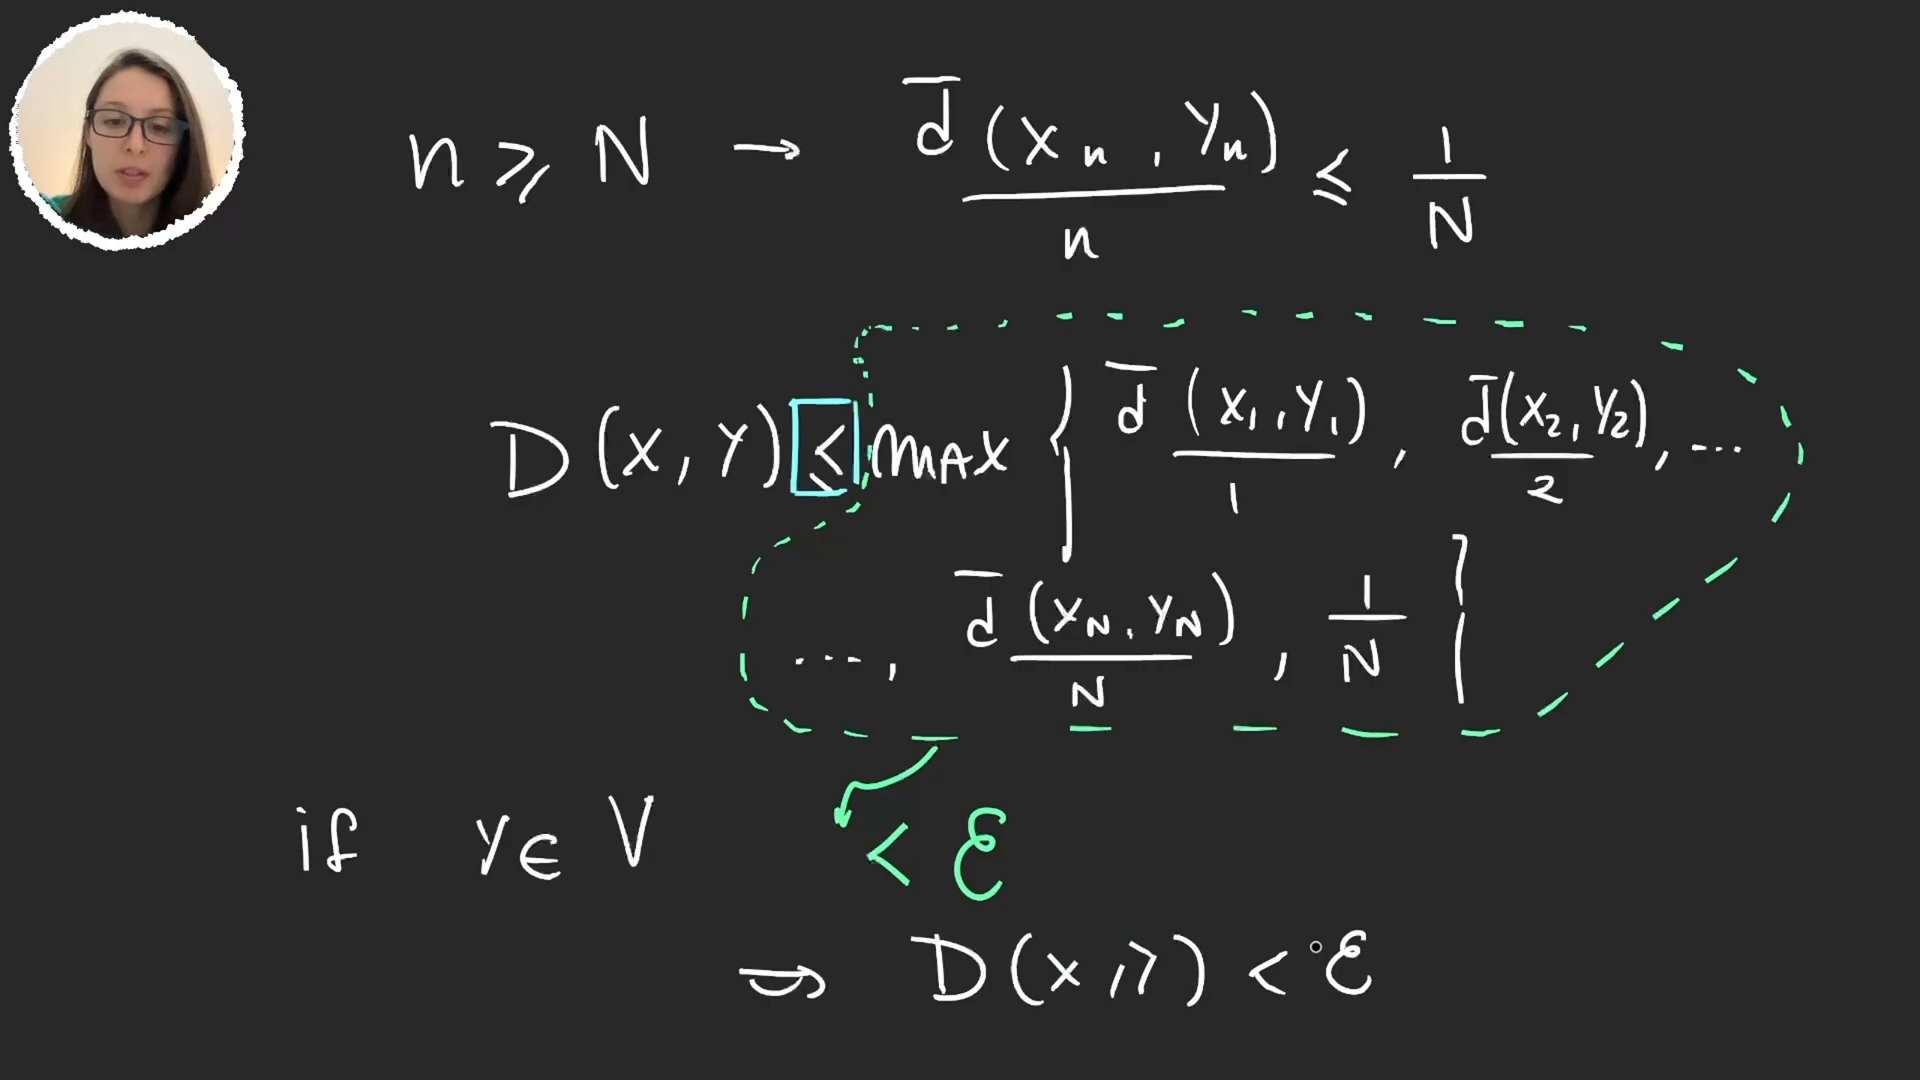 n ⩾ N → d̅(xₙ, yₙ)/n ⩽ 1/N
D(x, y) ⩽ MAX { d̅(x₁, y₁)/1, d̅(x₂, y₂)/2, ...
..., d̅(x_N, y_N)/N, 1/N }
if y ∈ V < ε
⇒ D(x, y) < ε